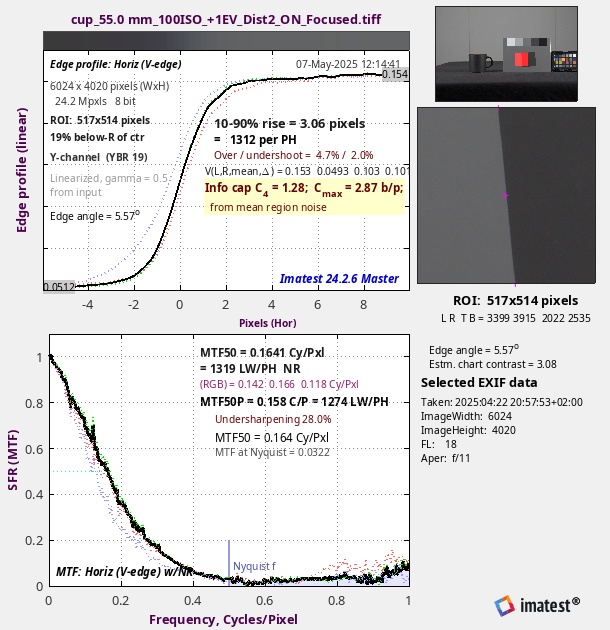 cup_55.0 mm_100ISO_+1EV_Dist2_ON_Focused.tiff
Edge profile: Horiz (V-edge)
07-May-2025 12:14:41
0.154
6024 x 4020 pixels (WxH)
24.2 Mpxls 8 bit
ROI: 517x514 pixels
19% below-R of ctr
Y-channel (YBR 19)
Linearized, gamma = 0.5
from input
Edge angle = 5.57°
10-90% rise = 3.06 pixels
= 1312 per PH
Over / undershoot = 4.7% / 2.0%
V(L,R,mean,Δ) = 0.153 0.0493 0.103 0.101
Info cap C4 = 1.28; Cmax = 2.87 b/p;
from mean region noise
0.0512
Imatest 24.2.6 Master
Edge profile (linear)
-4 -2 0 2 4 6 8
Pixels (Hor)
ROI: 517x514 pixels
L R T B = 3399 3915 2022 2535
Edge angle = 5.57°
Estm. chart contrast = 3.08
Selected EXIF data
Taken: 2025:04:22 20:57:53+02:00
ImageWidth: 6024
ImageHeight: 4020
FL: 18
Aper: f/11
MTF50 = 0.1641 Cy/Pxl
= 1319 LW/PH NR
(RGB) = 0.142 0.166 0.118 Cy/Pxl
MTF50P = 0.158 C/P = 1274 LW/PH
Undersharpening 28.0%
MTF50 = 0.164 Cy/Pxl
MTF at Nyquist = 0.0322
1
0.8
0.6
0.4
0.2
0
SFR (MTF)
Nyquist f
MTF: Horiz (V-edge) w/NR
0 0.2 0.4 0.6 0.8 1
Frequency, Cycles/Pixel
imatest®